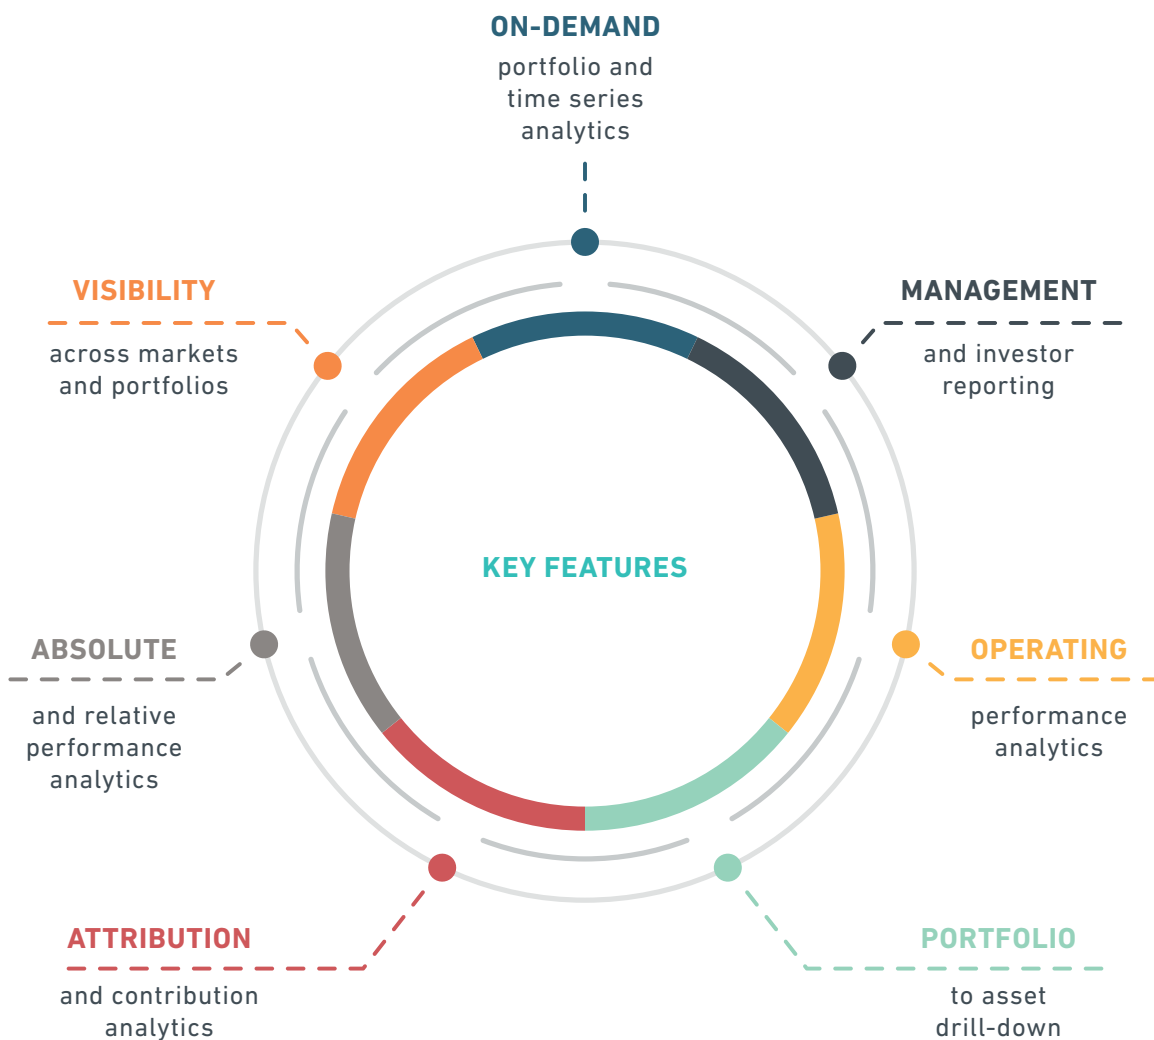 ON-DEMAND
portfolio and
time series
analytics
VISIBILITY
across markets
and portfolios
MANAGEMENT
and investor
reporting
KEY FEATURES
ABSOLUTE
and relative
performance
analytics
OPERATING
performance
analytics
ATTRIBUTION
and contribution
analytics
PORTFOLIO
to asset
drill-down